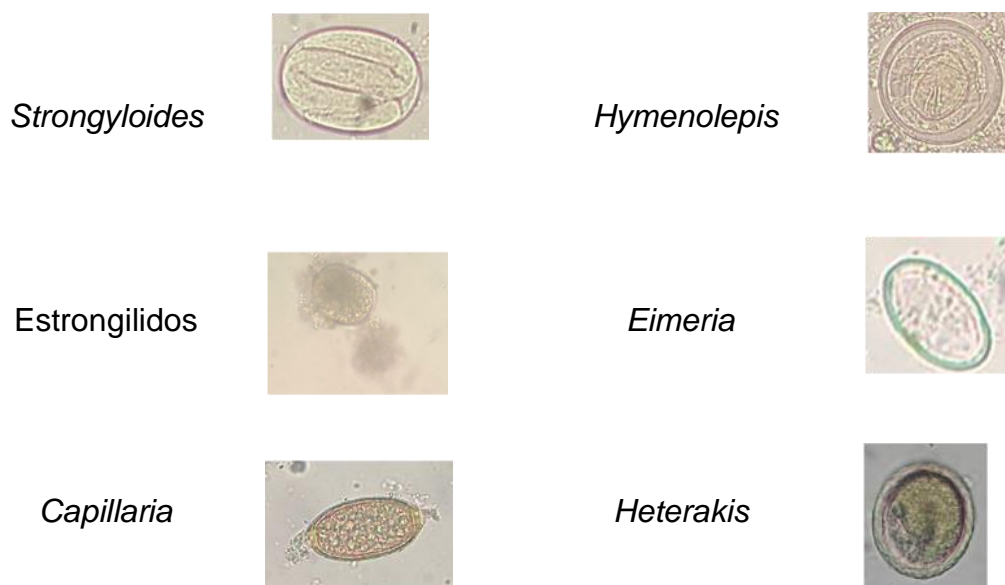 Strongyloides
Hymenolepis
Estrongilidos
Eimeria
Capillaria
Heterakis